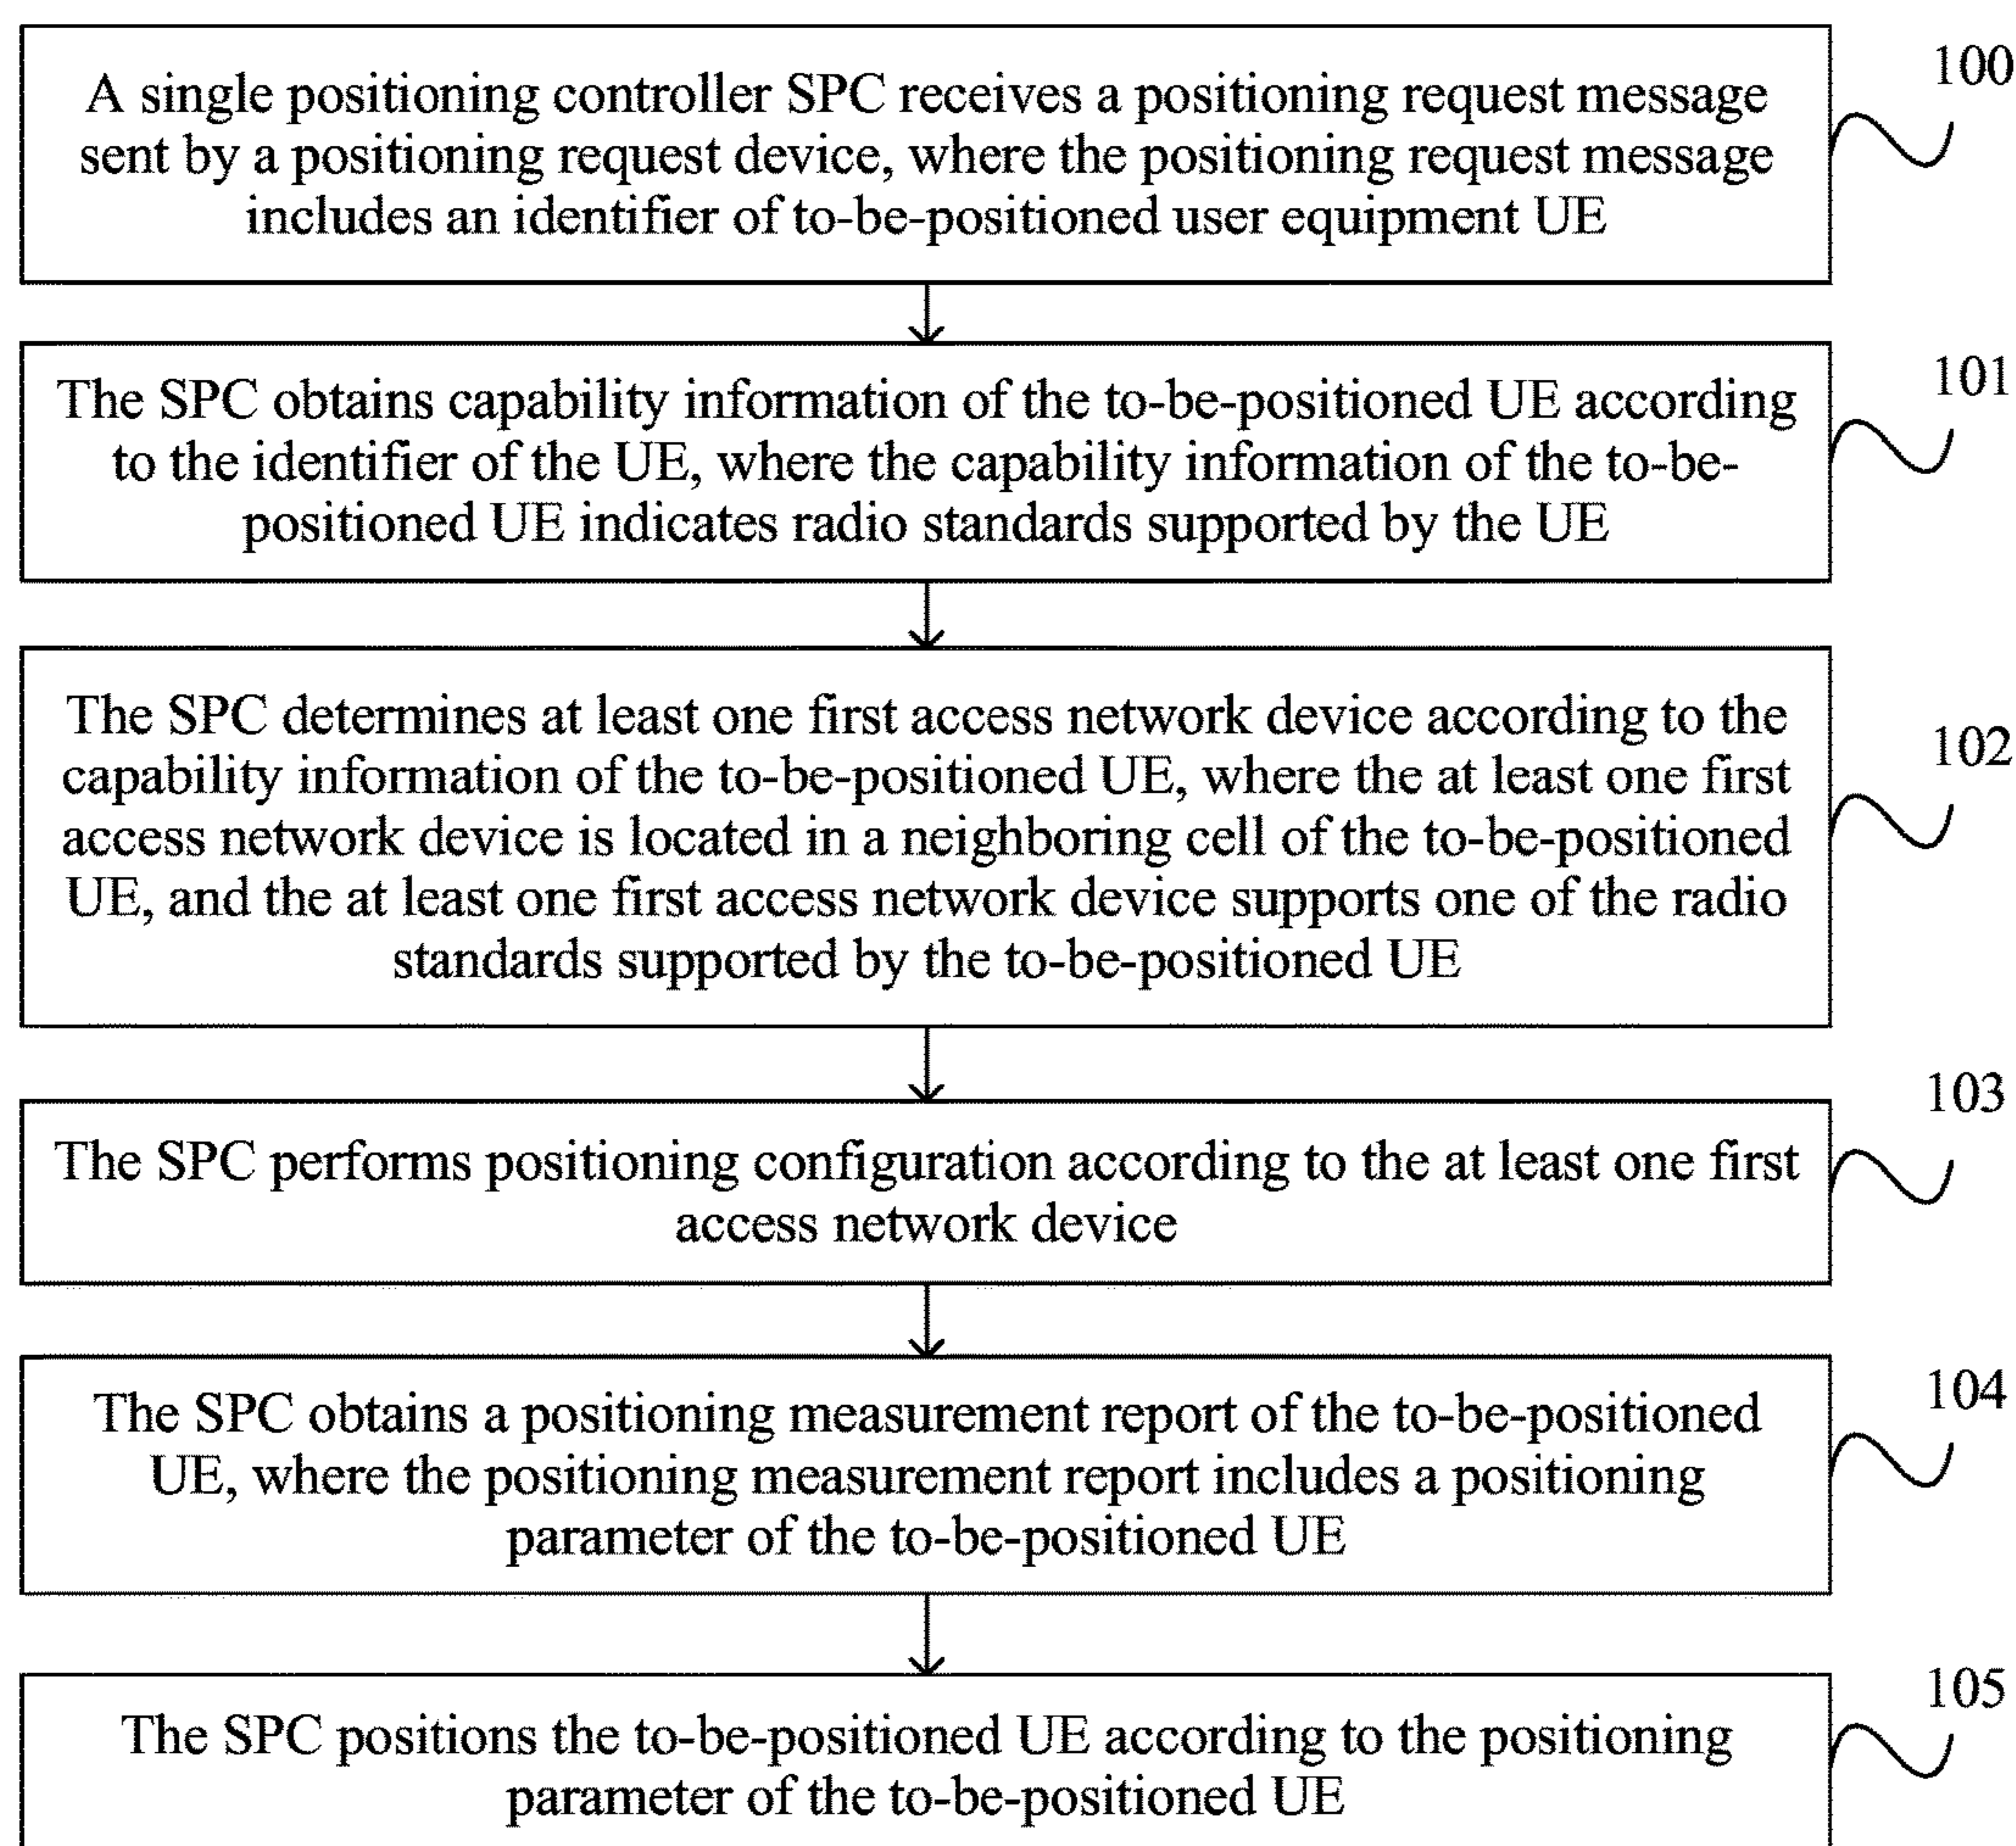 A single positioning controller SPC receives a positioning request message
sent by a positioning request device, where the positioning request message
includes an identifier of to-be-positioned user equipment UE
100
The SPC obtains capability information of the to-be-positioned UE according
to the identifier of the UE, where the capability information of the to-be-
positioned UE indicates radio standards supported by the UE
101
The SPC determines at least one first access network device according to the
capability information of the to-be-positioned UE, where the at least one first
access network device is located in a neighboring cell of the to-be-positioned
UE, and the at least one first access network device supports one of the radio
standards supported by the to-be-positioned UE
102
The SPC performs positioning configuration according to the at least one first
access network device
103
The SPC obtains a positioning measurement report of the to-be-positioned
UE, where the positioning measurement report includes a positioning
parameter of the to-be-positioned UE
104
The SPC positions the to-be-positioned UE according to the positioning
parameter of the to-be-positioned UE
105